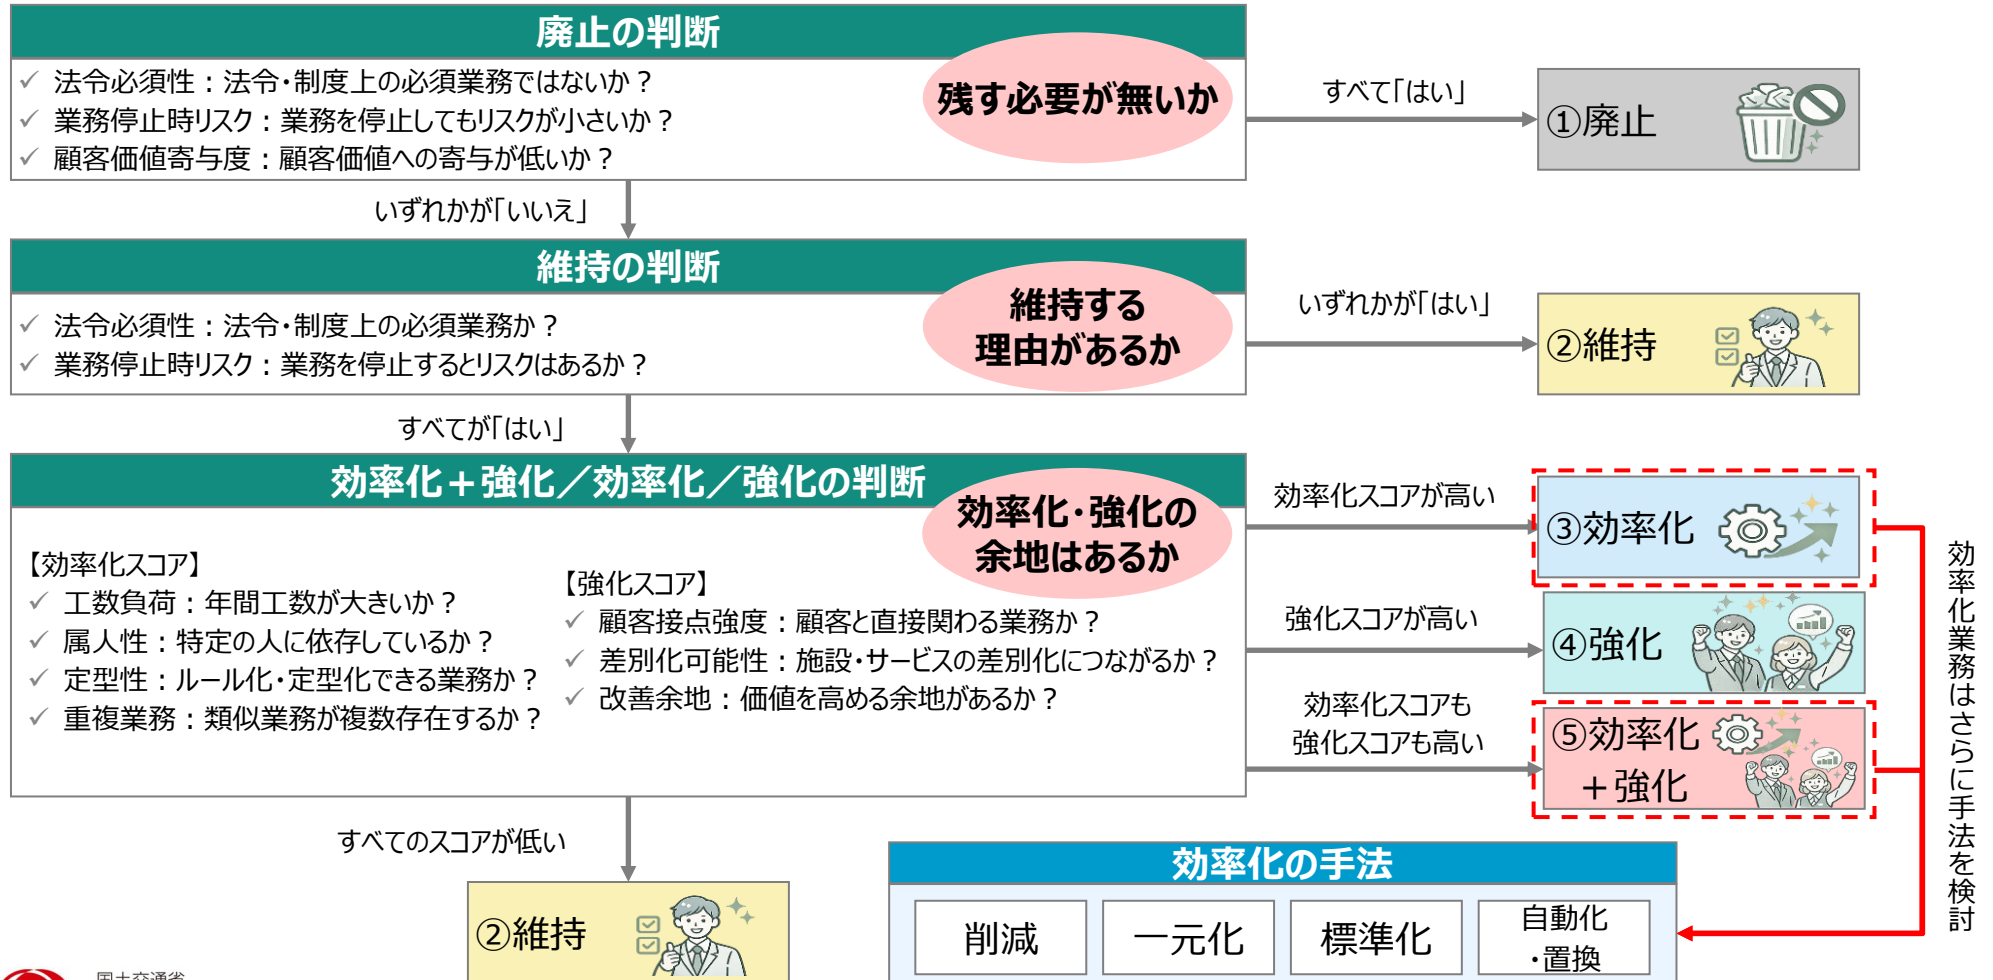 廃止の判断
✓ 法令必須性：法令・制度上の必須業務ではないか？
✓ 業務停止時リスク：業務を停止してもリスクが小さいか？
✓ 顧客価値寄与度：顧客価値への寄与が低いか？
残す必要が無いか
すべて「はい」
①廃止
いずれかが「いいえ」
維持の判断
✓ 法令必須性：法令・制度上の必須業務か？
✓ 業務停止時リスク：業務を停止するとリスクはあるか？
維持する
理由があるか
いずれかが「はい」
②維持
すべてが「はい」
効率化＋強化／効率化／強化の判断
効率化・強化の
余地はあるか
【効率化スコア】
✓ 工数負荷：年間工数が大きいか？
✓ 属人性：特定の人に依存しているか？
✓ 定型性：ルール化・定型化できる業務か？
✓ 重複業務：類似業務が複数存在するか？
【強化スコア】
✓ 顧客接点強度：顧客と直接関わる業務か？
✓ 差別化可能性：施設・サービスの差別化につながるか？
✓ 改善余地：価値を高める余地があるか？
効率化スコアが高い
③効率化
強化スコアが高い
④強化
効率化スコアも
強化スコアも高い
⑤効率化
＋強化
効率化業務はさらに手法を検討
すべてのスコアが低い
②維持
効率化の手法
削減
一元化
標準化
自動化
・置換
国土交通省